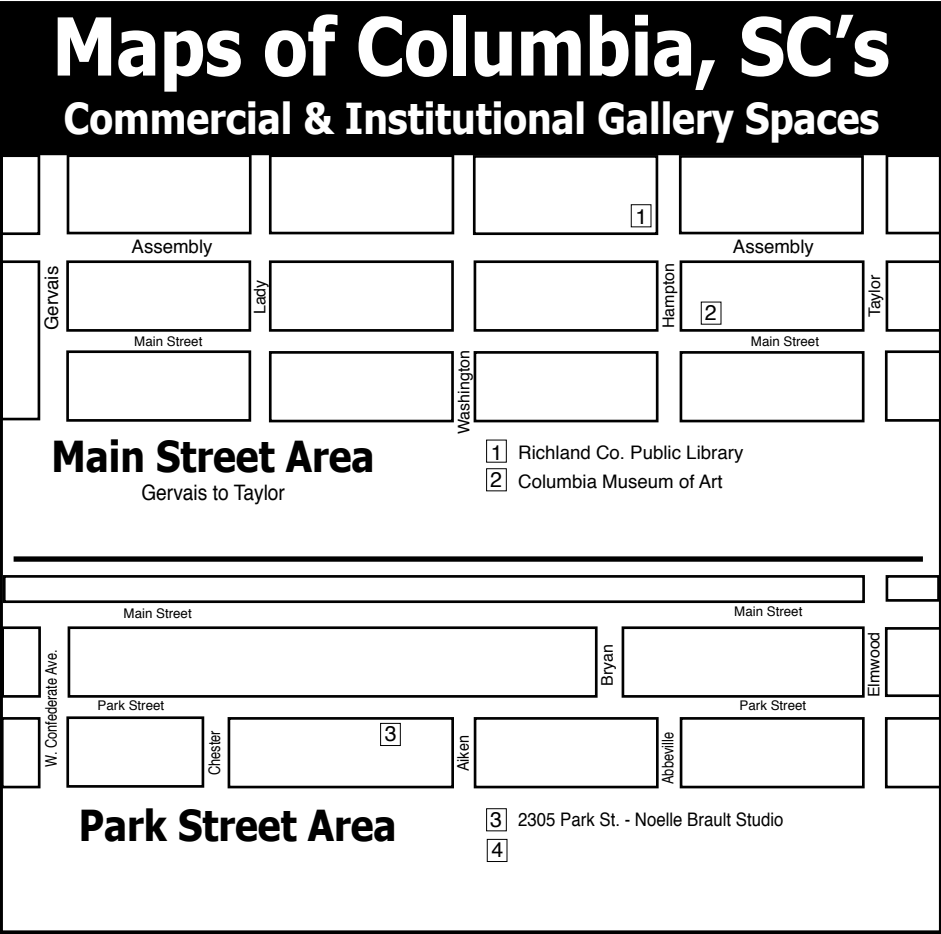 Maps of Columbia, SC’s
Commercial & Institutional Gallery Spaces
1
Assembly
Assembly
Gervais
Lady
Hampton
Taylor
2
Main Street
Main Street
Washington
Main Street Area
Gervais to Taylor
1 Richland Co. Public Library
2 Columbia Museum of Art
Main Street
Main Street
W. Confederate Ave.
Bryan
Elmwood
Park Street
Park Street
Chester
3
Aiken
Abbeville
Park Street Area
3 2305 Park St. - Noelle Brault Studio
4